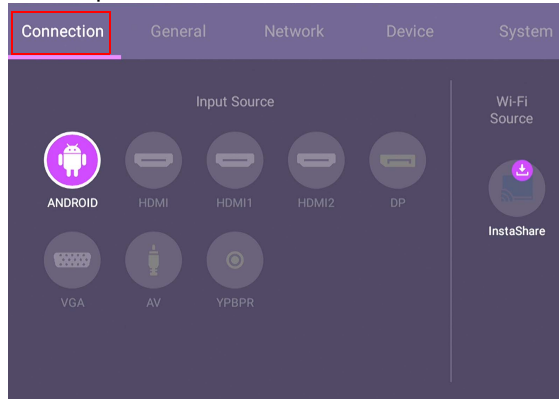 Connection General Network Device System
Input Source
Wi-Fi
Source
ANDROID HDMI HDMI1 HDMI2 DP
InstaShare
VGA AV YPBPR